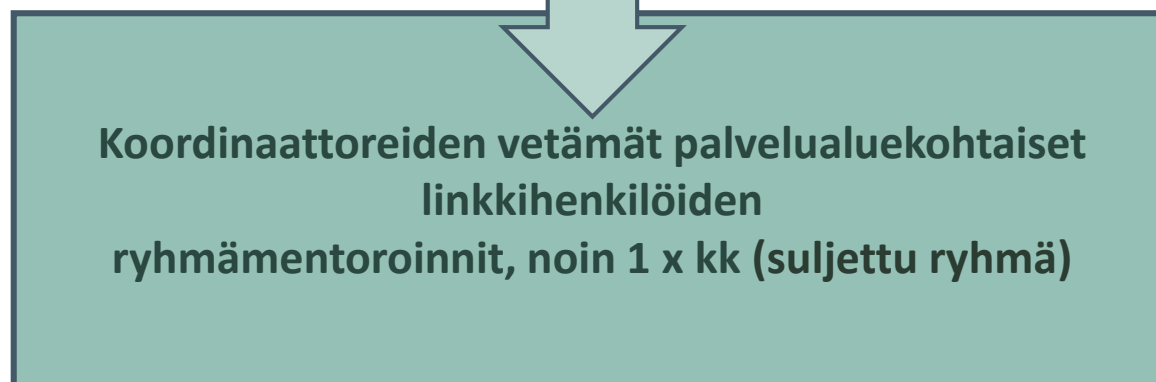 Koordinaattoreiden vetämät palvelualuekohtaiset
linkkihenkilöiden
ryhmämentoroinnit, noin 1 x kk (suljettu ryhmä)